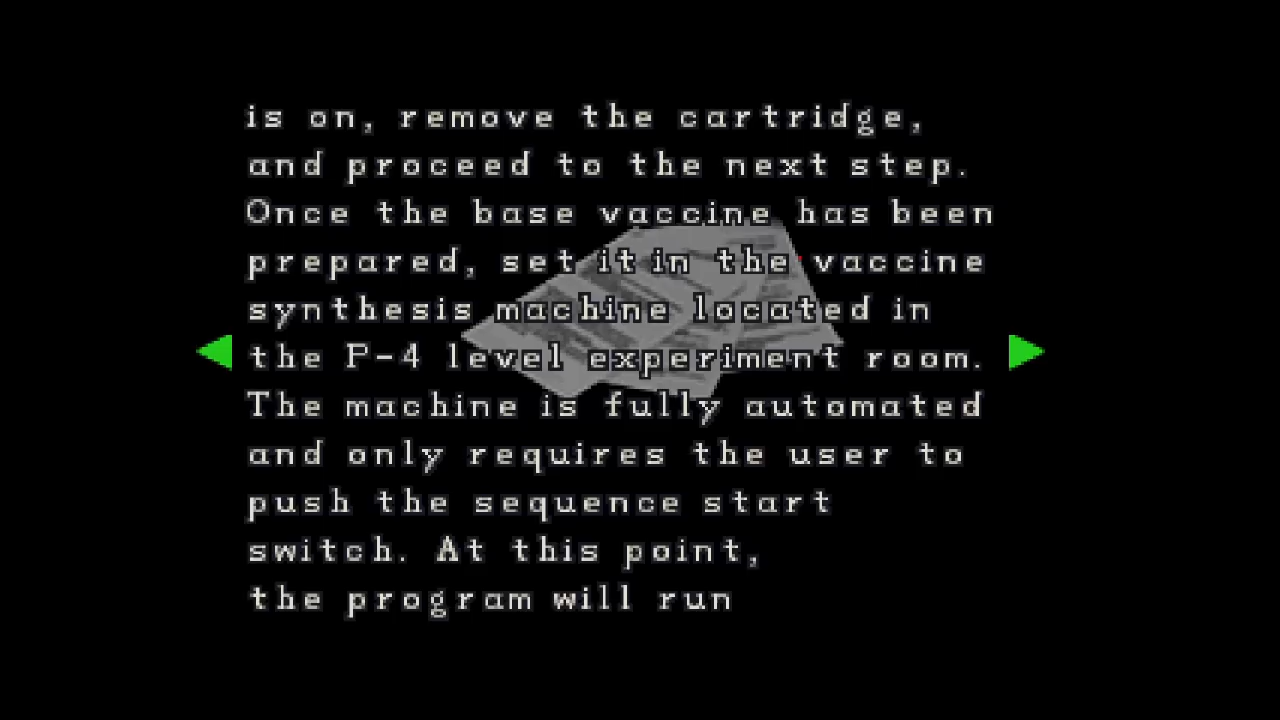 is on, remove the cartridge,
and proceed to the next step.
Once the base vaccine has been
prepared, set it in the vaccine
synthesis machine located in
the P-4 level experiment room.
The machine is fully automated
and only requires the user to
push the sequence start
switch. At this point,
the program will run